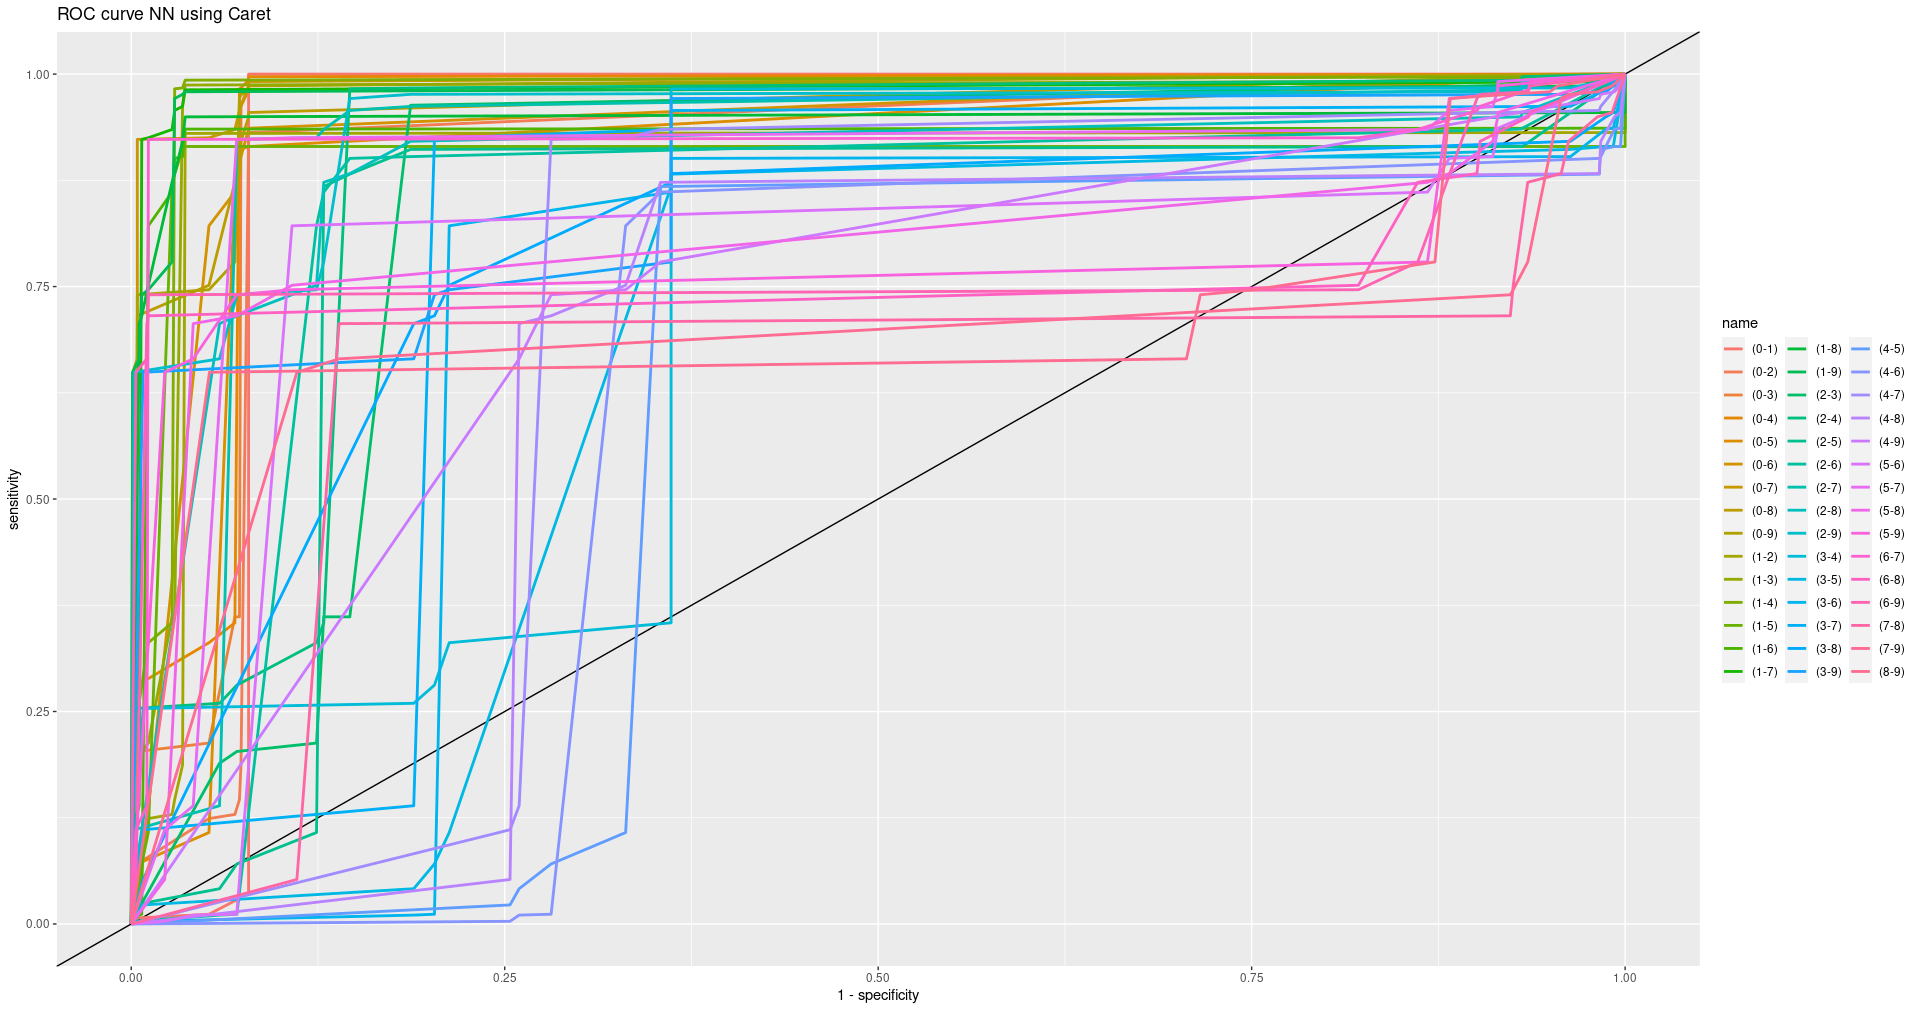 ROC curve NN using Caret
1.00
0.75
0.50
0.25
0.00
sensitivity
0.00 0.25 0.50 0.75 1.00
1 - specificity
name
(0-1) (1-8) (4-5)
(0-2) (1-9) (4-6)
(0-3) (2-3) (4-7)
(0-4) (2-4) (4-8)
(0-5) (2-5) (4-9)
(0-6) (2-6) (5-6)
(0-7) (2-7) (5-7)
(0-8) (2-8) (5-8)
(0-9) (2-9) (5-9)
(1-2) (3-4) (6-7)
(1-3) (3-5) (6-8)
(1-4) (3-6) (6-9)
(1-5) (3-7) (7-8)
(1-6) (3-8) (7-9)
(1-7) (3-9) (8-9)